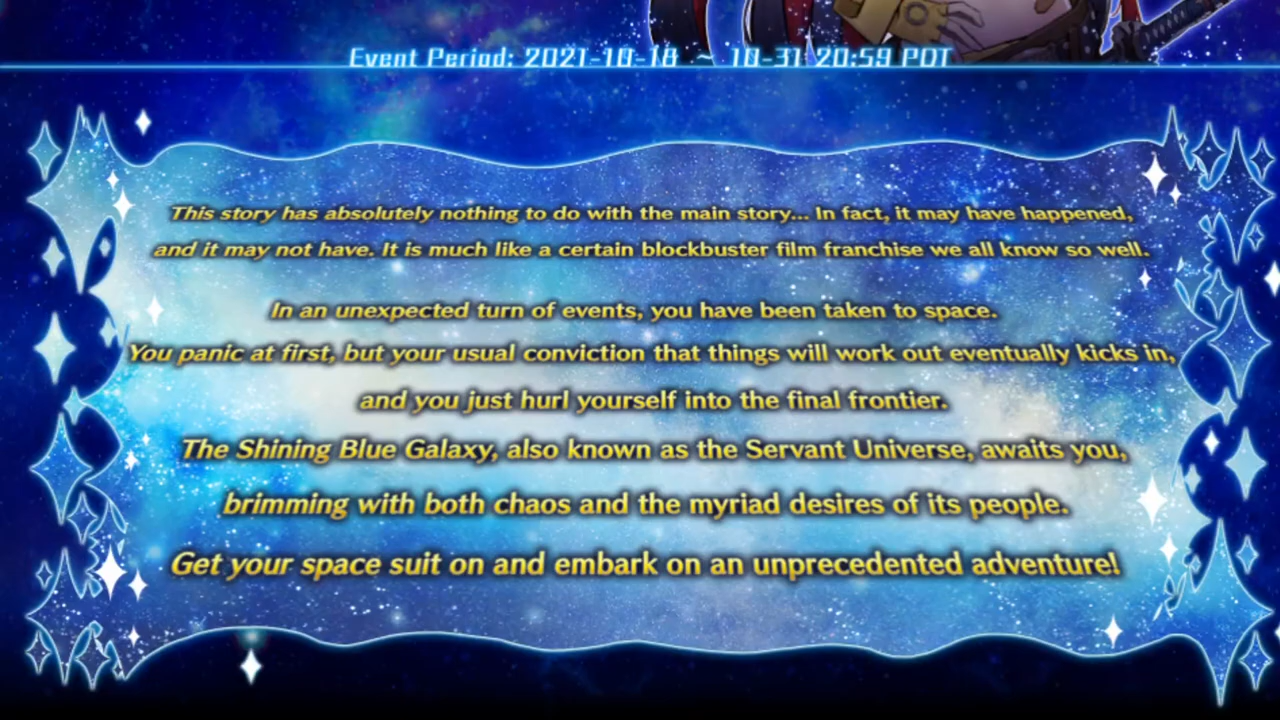 Event Period: 2021-10-18 ~ 10-31 20:59 PDT
This story has absolutely nothing to do with the main story... In fact, it may have happened,
and it may not have. It is much like a certain blockbuster film franchise we all know so well.
In an unexpected turn of events, you have been taken to space.
You panic at first, but your usual conviction that things will work out eventually kicks in,
and you just hurl yourself into the final frontier.
The Shining Blue Galaxy, also known as the Servant Universe, awaits you,
brimming with both chaos and the myriad desires of its people.
Get your space suit on and embark on an unprecedented adventure!